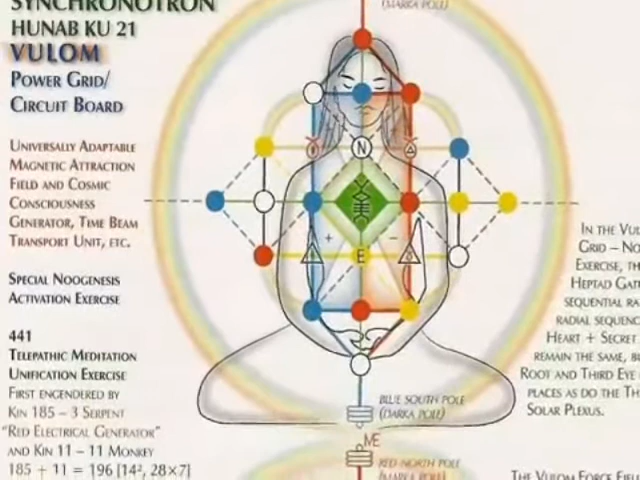 SYNCHRONOTRON
HUNAB KU 21
VULOM
POWER GRID/
CIRCUIT BOARD
UNIVERSALLY ADAPTABLE
MAGNETIC ATTRACTION
FIELD AND COSMIC
CONSCIOUSNESS
GENERATOR, TIME BEAM
TRANSPORT UNIT, ETC.
SPECIAL NOOGENESIS
ACTIVATION EXERCISE
441
TELEPATHIC MEDITATION
UNIFICATION EXERCISE
FIRST ENGENDERED BY
KIN 185 – 3 SERPENT
"RED ELECTRICAL GENERATOR"
AND KIN 11 – 11 MONKEY
185 + 11 = 196 [14², 28×7]
(MARKA POLE)
N
+ –
E
BLUE SOUTH POLE
(DARKA POLE)
ME
RED NORTH POLE
(MARKA POLE)
IN THE VUL
GRID – NO
EXERCISE, TH
HEPTAD GAT
SEQUENTIAL RA
RADIAL SEQUENC
HEART + SECRET
REMAIN THE SAME, B
ROOT AND THIRD EYE
PLACES AS DO THE TH
SOLAR PLEXUS.
THE VULOM FORCE FIEL